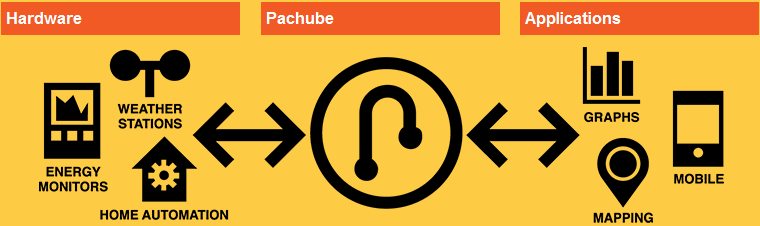 Hardware
Pachube
Applications
WEATHER
STATIONS
ENERGY
MONITORS
HOME AUTOMATION
GRAPHS
MOBILE
MAPPING